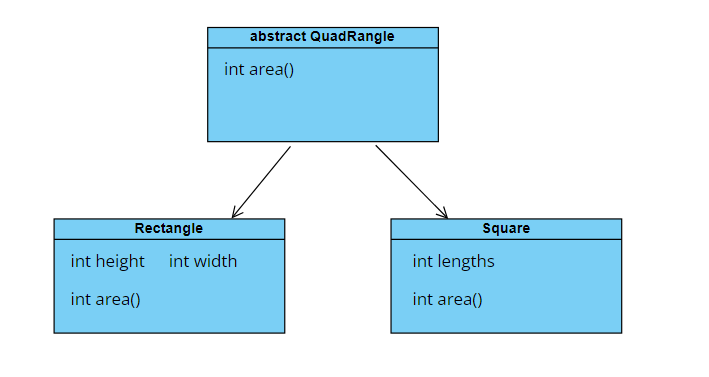 abstract QuadRangle
int area()
Rectangle
int height int width
int area()
Square
int lengths
int area()